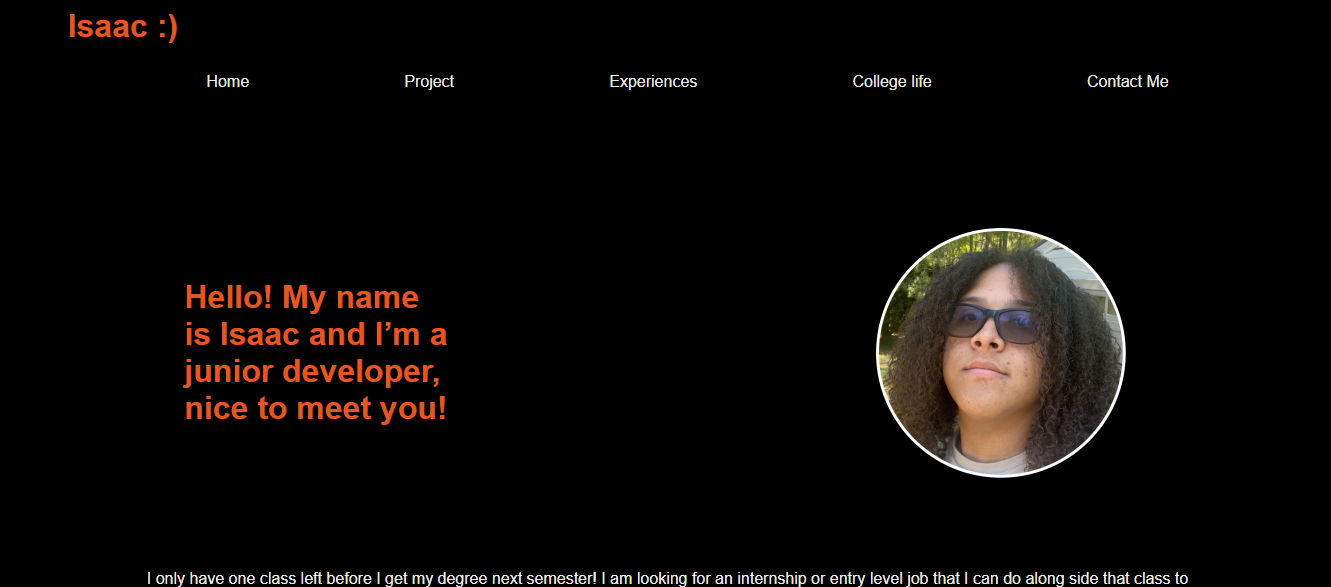 Isaac :)
Home Project Experiences College life Contact Me
Hello! My name
is Isaac and I’m a
junior developer,
nice to meet you!
I only have one class left before I get my degree next semester! I am looking for an internship or entry level job that I can do along side that class to